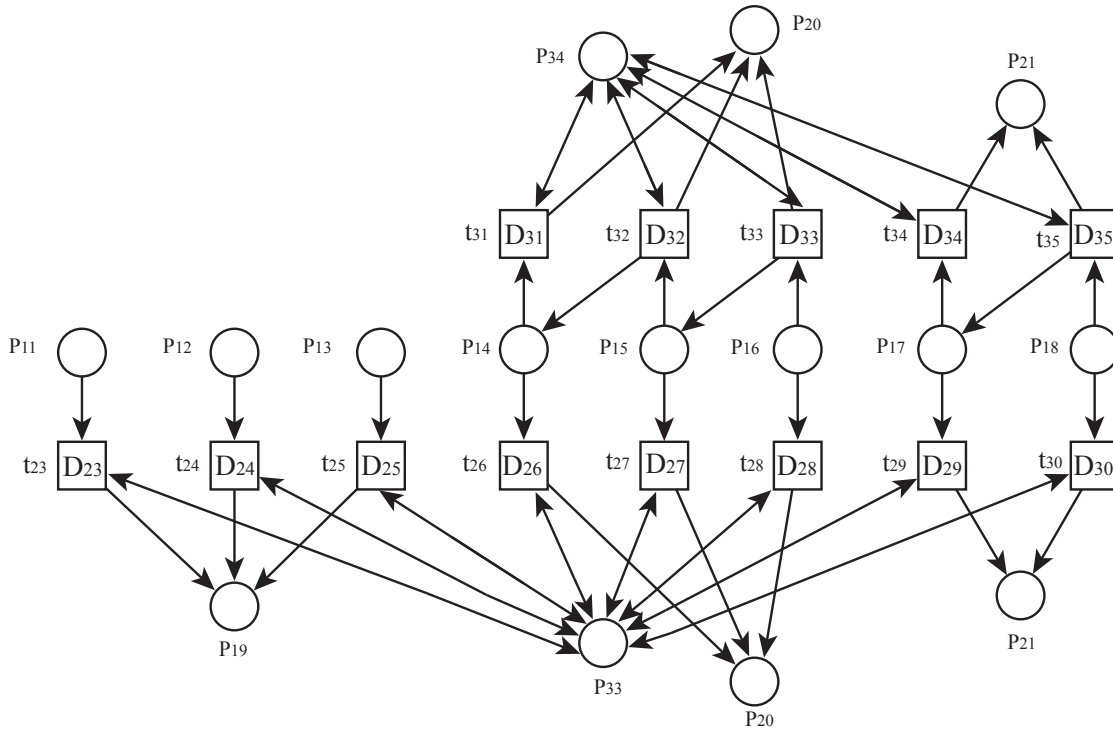 P20
P34
P21
t31 D31 t32 D32 t33 D33 t34 D34 t35 D35
P11 P12 P13 P14 P15 P16 P17 P18
t23 D23 t24 D24 t25 D25 t26 D26 t27 D27 t28 D28 t29 D29 t30 D30
P19 P21
P33
P20